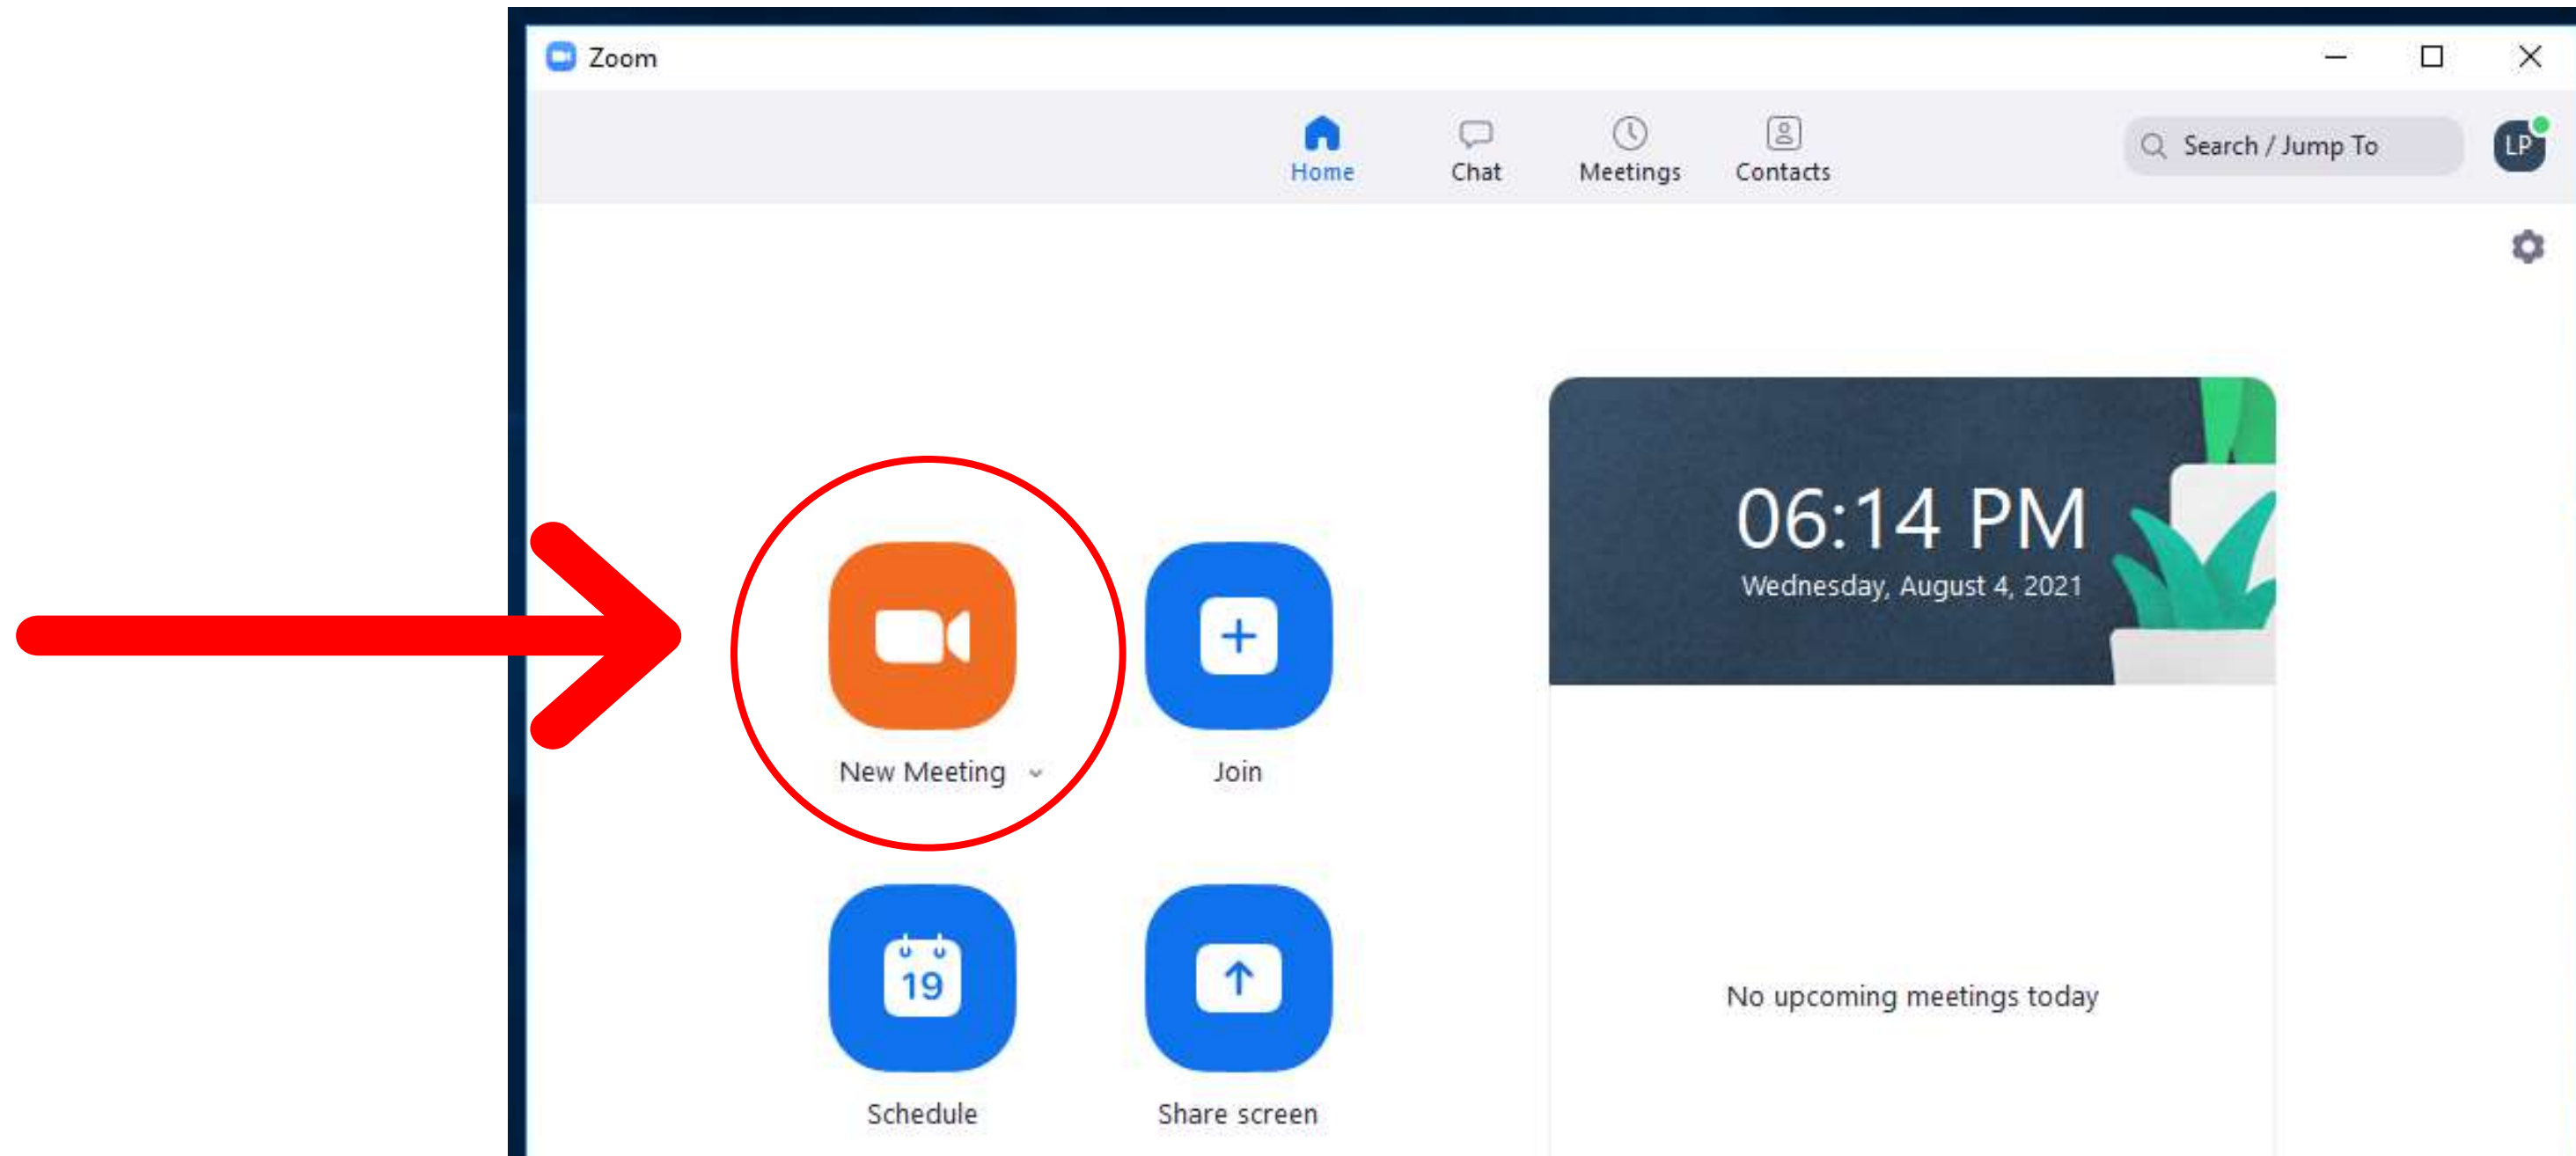 Zoom
Home
Chat
Meetings
Contacts
Search / Jump To
LP
06:14 PM
Wednesday, August 4, 2021
New Meeting
Join
19
Schedule
Share screen
No upcoming meetings today